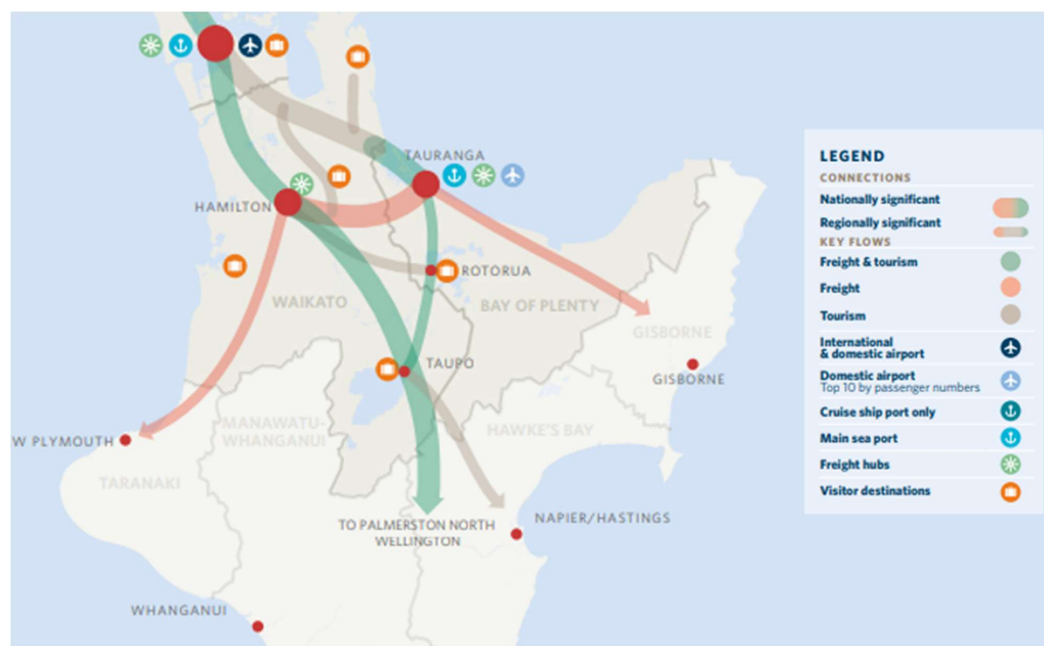 TAURANGA
HAMILTON
ROTORUA
WAIKATO
BAY OF PLENTY
GISBORNE
TAUPO
GISBORNE
MANAWATU-
WHANGANUI
HAWKE'S BAY
W PLYMOUTH
TARANAKI
TO PALMERSTON NORTH
WELLINGTON
NAPIER/HASTINGS
WHANGANUI
LEGEND
CONNECTIONS
Nationally significant
Regionally significant
KEY FLOWS
Freight & tourism
Freight
Tourism
International
& domestic airport
Domestic airport
Top 10 by passenger numbers
Cruise ship port only
Main sea port
Freight hubs
Visitor destinations